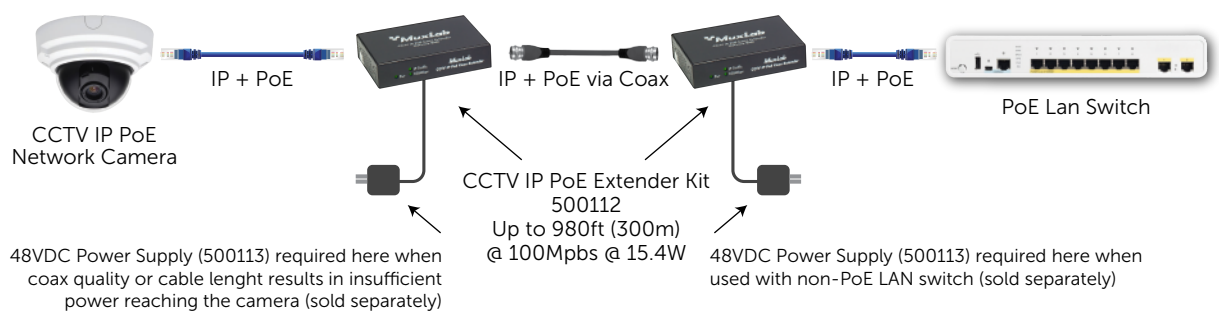 MuxLab
MuxLab
IP + PoE
IP + PoE via Coax
IP + PoE
CCTV IP PoE
Network Camera
PoE Lan Switch
CCTV IP PoE Extender Kit
500112
Up to 980ft (300m)
@ 100Mpbs @ 15.4W
48VDC Power Supply (500113) required here when
coax quality or cable lenght results in insufficient
power reaching the camera (sold separately)
48VDC Power Supply (500113) required here when
used with non-PoE LAN switch (sold separately)